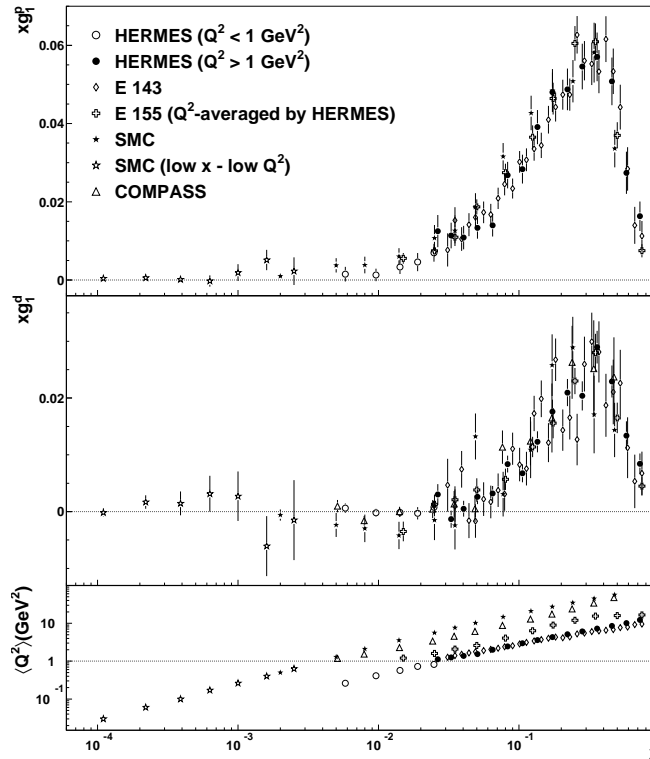 xg₁ᵖ
0.06
0.04
0.02
0
HERMES (Q² < 1 GeV²)
HERMES (Q² > 1 GeV²)
E 143
E 155 (Q²-averaged by HERMES)
SMC
SMC (low x - low Q²)
COMPASS
xg₁ᵈ
0.02
0
⟨Q²⟩(GeV²)
10
1
10⁻¹
10⁻⁴ 10⁻³ 10⁻² 10⁻¹